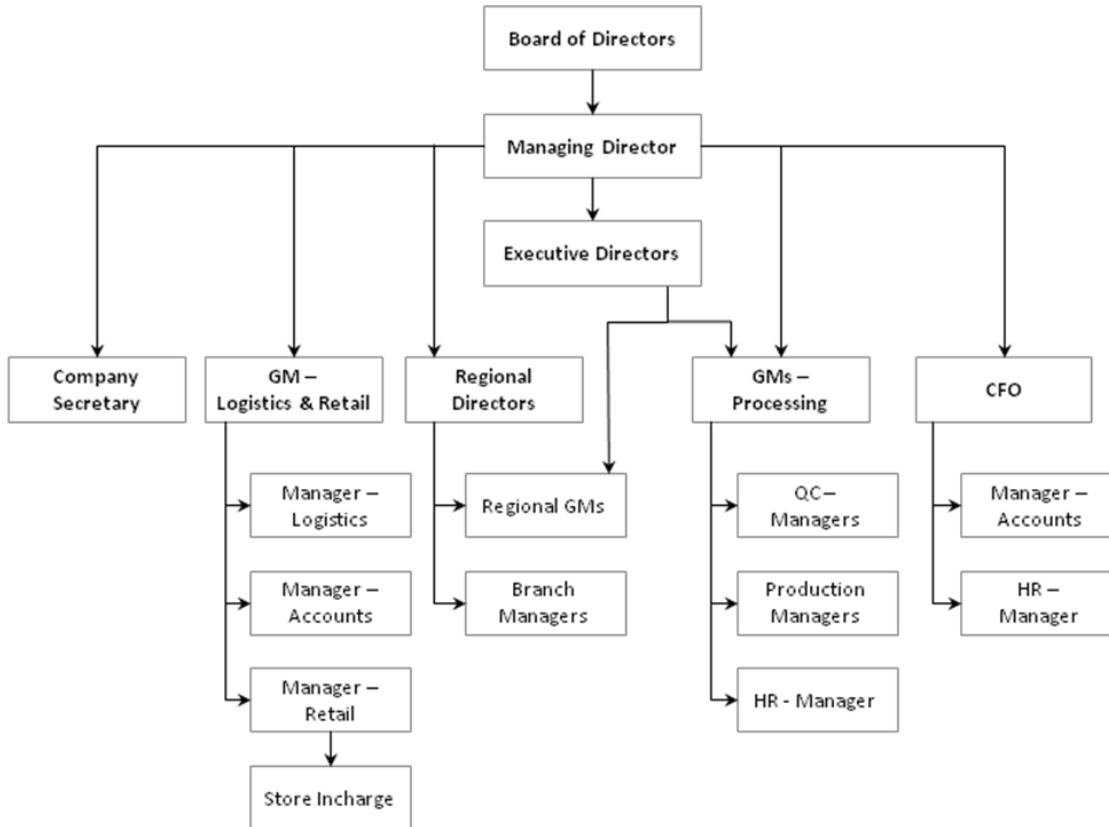 Board of Directors
Managing Director
Executive Directors
Company
Secretary
GM –
Logistics & Retail
Regional
Directors
GMs –
Processing
CFO
Manager –
Logistics
Regional GMs
QC–
Managers
Manager –
Accounts
Manager –
Accounts
Branch
Managers
Production
Managers
HR –
Manager
Manager –
Retail
HR - Manager
Store Incharge